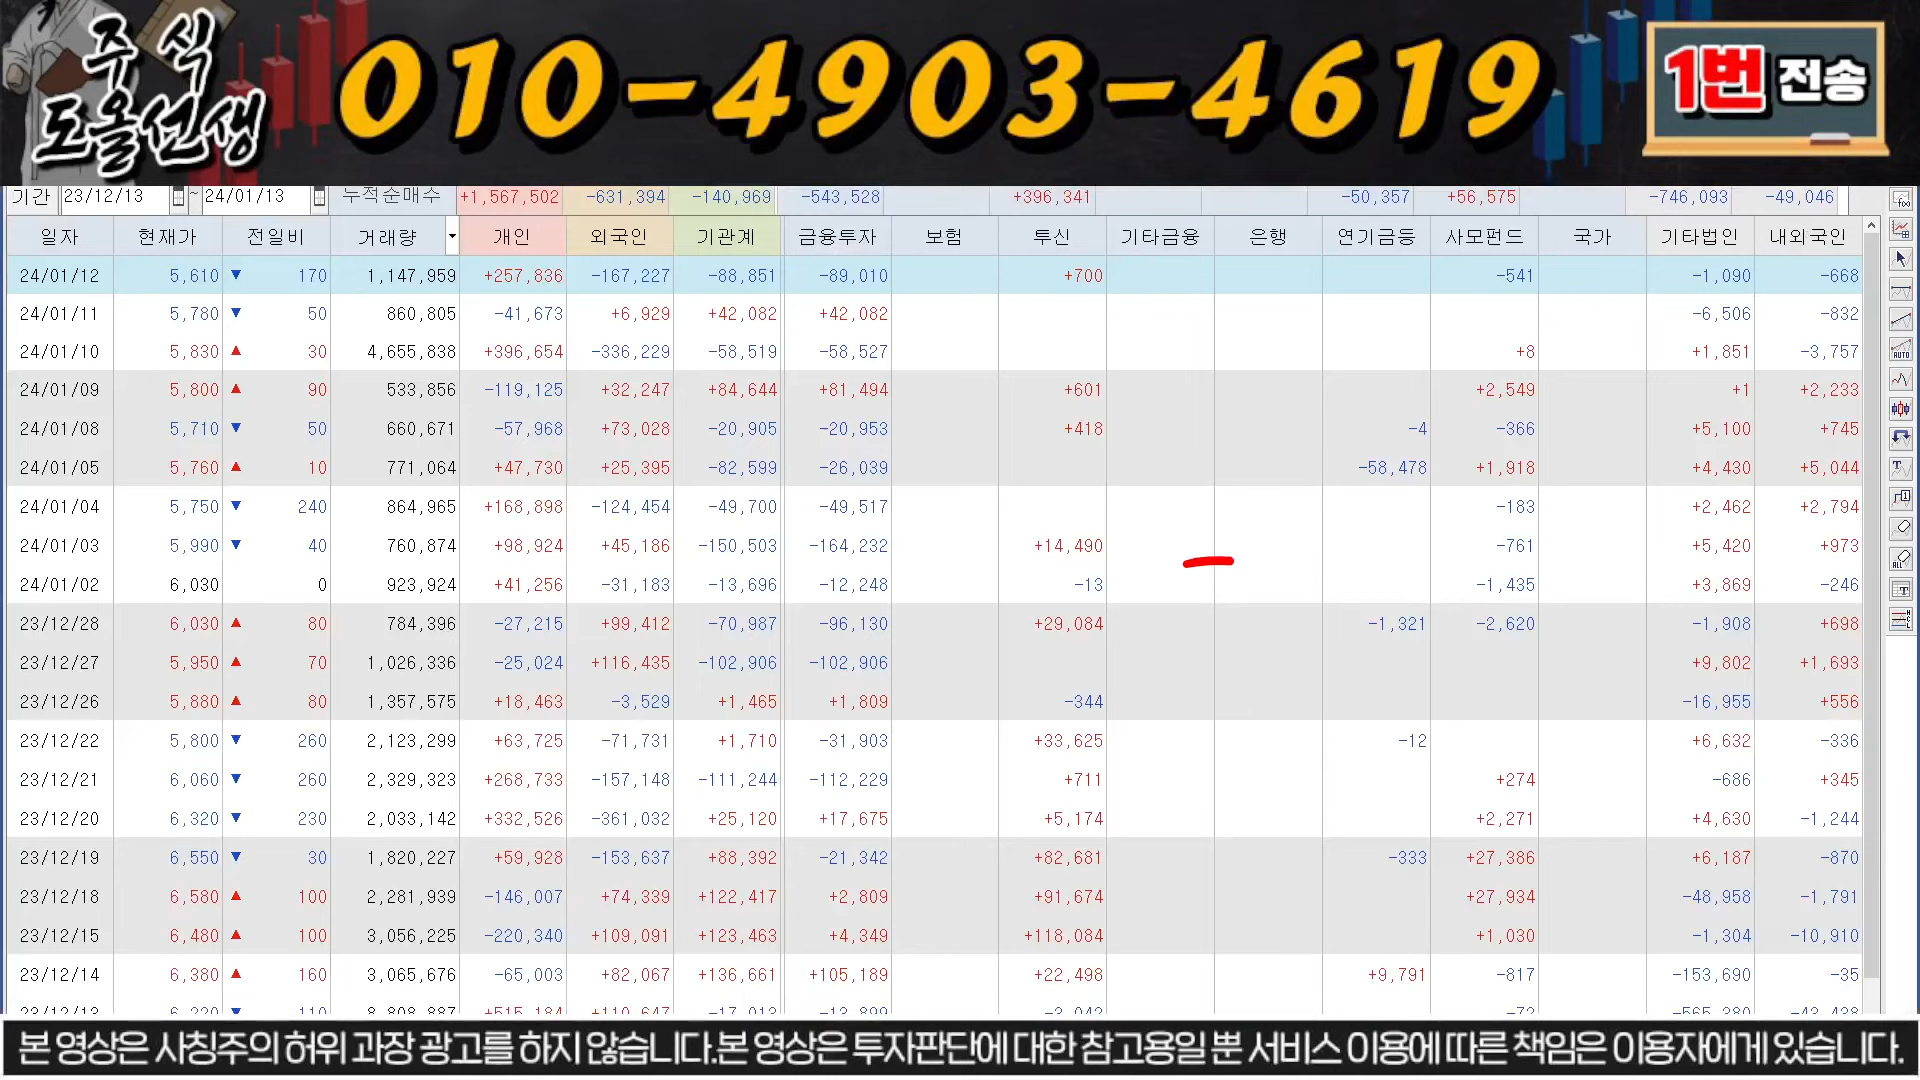 주식
도올선생
010-4903-4619
1번 전송
기간 23/12/13 ~ 24/01/13 누적순매수 +1,567,502 -631,394 -140,969 -543,528 +396,341 -50,357 +56,575 -746,093 -49,046
일자 현재가 전일비 거래량 개인 외국인 기관계 금융투자 보험 투신 기타금융 은행 연기금등 사모펀드 국가 기타법인 내외국인
24/01/12 5,610 ▼ 170 1,147,959 +257,836 -167,227 -88,851 -89,010 +700 -541 -1,090 -668
24/01/11 5,780 ▼ 50 860,805 -41,673 +6,929 +42,082 +42,082 -6,506 -832
24/01/10 5,830 ▲ 30 4,655,838 +396,654 -336,229 -58,519 -58,527 +8 +1,851 -3,757
24/01/09 5,800 ▲ 90 533,856 -119,125 +32,247 +84,644 +81,494 +601 +2,549 +1 +2,233
24/01/08 5,710 ▼ 50 660,671 -57,968 +73,028 -20,905 -20,953 +418 -4 -366 +5,100 +745
24/01/05 5,760 ▲ 10 771,064 +47,730 +25,395 -82,599 -26,039 -58,478 +1,918 +4,430 +5,044
24/01/04 5,750 ▼ 240 864,965 +168,898 -124,454 -49,700 -49,517 -183 +2,462 +2,794
24/01/03 5,990 ▼ 40 760,874 +98,924 +45,186 -150,503 -164,232 +14,490 -761 +5,420 +973
24/01/02 6,030 0 923,924 +41,256 -31,183 -13,696 -12,248 -13 -1,435 +3,869 -246
23/12/28 6,030 ▲ 80 784,396 -27,215 +99,412 -70,987 -96,130 +29,084 -1,321 -2,620 -1,908 +698
23/12/27 5,950 ▲ 70 1,026,336 -25,024 +116,435 -102,906 -102,906 +9,802 +1,693
23/12/26 5,880 ▲ 80 1,357,575 +18,463 -3,529 +1,465 +1,809 -344 -16,955 +556
23/12/22 5,800 ▼ 260 2,123,299 +63,725 -71,731 +1,710 -31,903 +33,625 -12 +6,632 -336
23/12/21 6,060 ▼ 260 2,329,323 +268,733 -157,148 -111,244 -112,229 +711 +274 -686 +345
23/12/20 6,320 ▼ 230 2,033,142 +332,526 -361,032 +25,120 +17,675 +5,174 +2,271 +4,630 -1,244
23/12/19 6,550 ▼ 30 1,820,227 +59,928 -153,637 +88,392 -21,342 +82,681 -333 +27,386 +6,187 -870
23/12/18 6,580 ▲ 100 2,281,939 -146,007 +74,339 +122,417 +2,809 +91,674 +27,934 -48,958 -1,791
23/12/15 6,480 ▲ 100 3,056,225 -220,340 +109,091 +123,463 +4,349 +118,084 +1,030 -1,304 -10,910
23/12/14 6,380 ▲ 160 3,065,676 -65,003 +82,067 +136,661 +105,189 +22,498 +9,791 -817 -153,690 -35
23/12/13 6,220 ▼ 110 8,808,887 +515,184 +110,647 -17,013 -13,899 -3,042 -72 -565,280 -43,438
본 영상은 사칭주의 허위 과장 광고를 하지 않습니다.본 영상은 투자판단에 대한 참고용일 뿐 서비스 이용에 따른 책임은 이용자에게 있습니다.